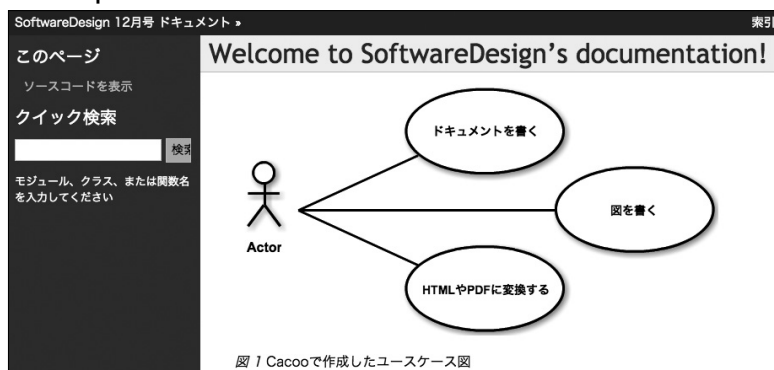 SoftwareDesign 12月号 ドキュメント »
索引
このページ
ソースコードを表示
クイック検索
検索
モジュール、クラス、または関数名
を入力してください
Welcome to SoftwareDesign's documentation!
ドキュメントを書く
図を書く
Actor
HTMLやPDFに変換する
図 1 Cacooで作成したユースケース図